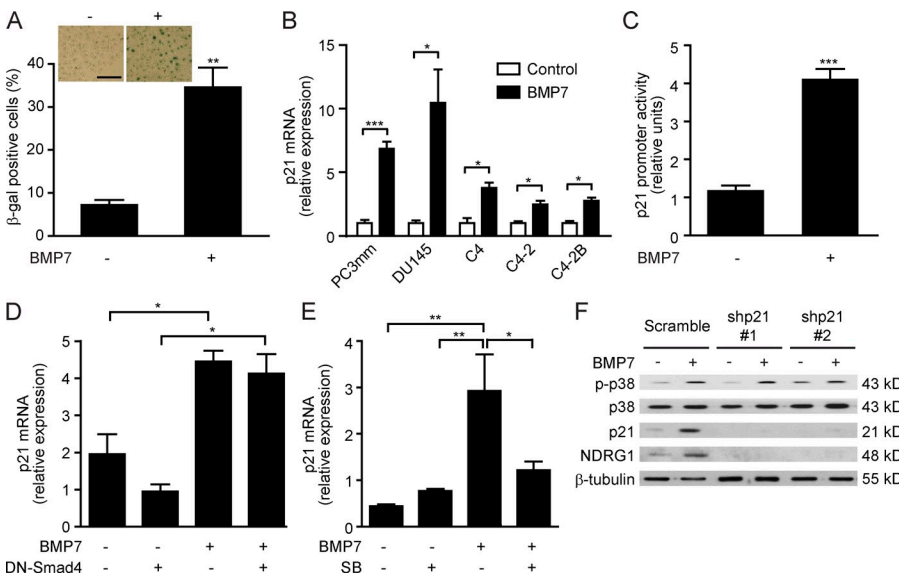 A
- +
**
β-gal positive cells (%)
40
30
20
10
0
BMP7 - +
B
p21 mRNA
(relative expression)
15
10
5
0
***
*
*
*
*
Control
BMP7
PC3mm DU145 C4 C4-2 C4-2B
C
p21 promoter activity
(relative units)
5
4
3
2
1
0
***
BMP7 - +
D
p21 mRNA
(relative expression)
5
4
3
2
1
0
*
*
BMP7 - - + +
DN-Smad4 - + - +
E
p21 mRNA
(relative expression)
4
3
2
1
0
**
** *
BMP7 - - + +
SB - + - +
F
Scramble shp21 shp21
#1 #2
BMP7 - + - + - +
p-p38 43 kD
p38 43 kD
p21 21 kD
NDRG1 48 kD
β-tubulin 55 kD